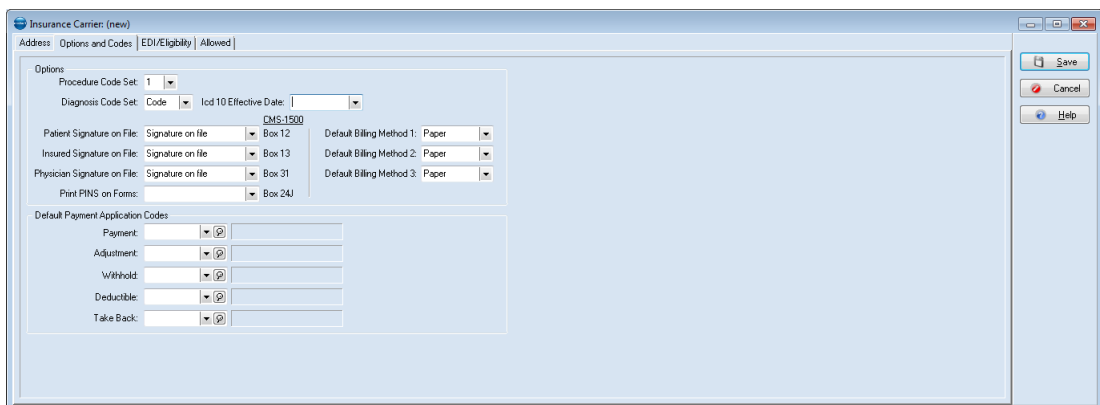 Insurance Carrier: (new)
Address Options and Codes EDI/Eligibility Allowed
Save
Cancel
Help
Options
Procedure Code Set: 1
Diagnosis Code Set: Code Icd 10 Effective Date:
CMS-1500
Patient Signature on File: Signature on file Box 12 Default Billing Method 1: Paper
Insured Signature on File: Signature on file Box 13 Default Billing Method 2: Paper
Physician Signature on File: Signature on file Box 31 Default Billing Method 3: Paper
Print PINS on Forms: Box 24J
Default Payment Application Codes
Payment:
Adjustment:
Withhold:
Deductible:
Take Back: